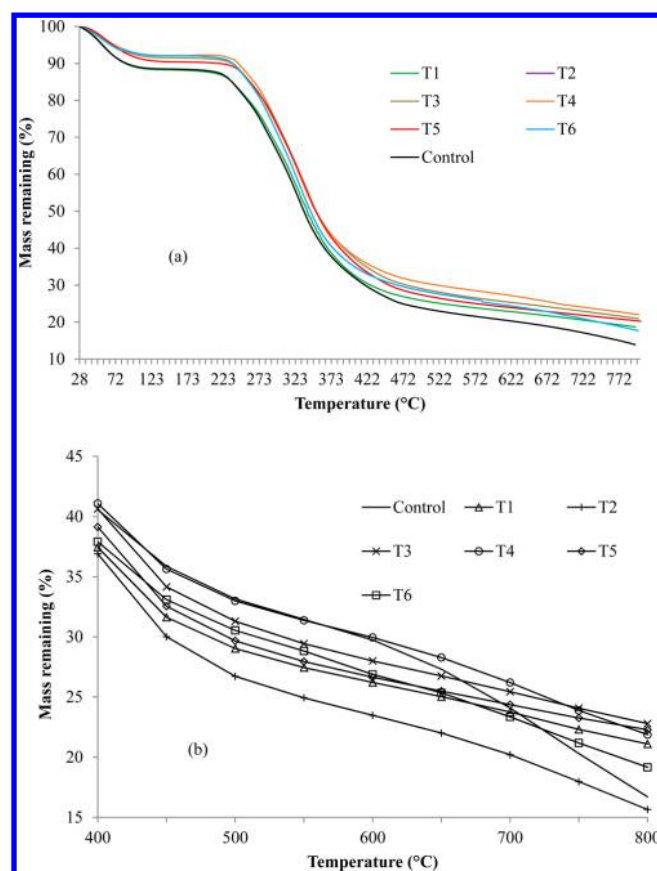 100
90
80
70
60
50
40
30
20
10
Mass remaining (%)
T1 T2
T3 T4
T5 T6
Control
(a)
28 72 123 173 223 273 323 373 422 472 522 572 622 672 722 772
Temperature (°C)
45
40
35
30
25
20
15
Mass remaining (%)
Control T1 T2
T3 T4 T5
T6
(b)
400 500 600 700 800
Temperature (°C)